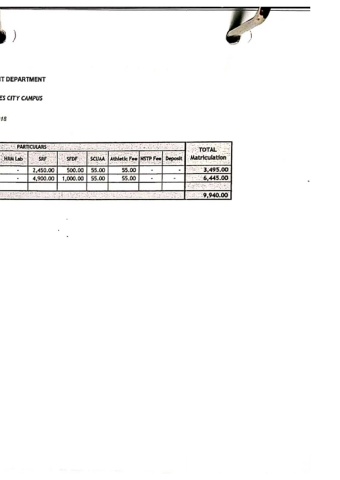 IT DEPARTMENT
ES CITY CAMPUS
018
PARTICULARS TOTAL
HRM Lab SRF SFDF SCUAA Athletic Fee NSTP Fee Deposit Matriculation
- 2,450.00 500.00 55.00 55.00 - - 3,495.00
- 4,900.00 1,000.00 55.00 55.00 - - 6,445.00
9,940.00